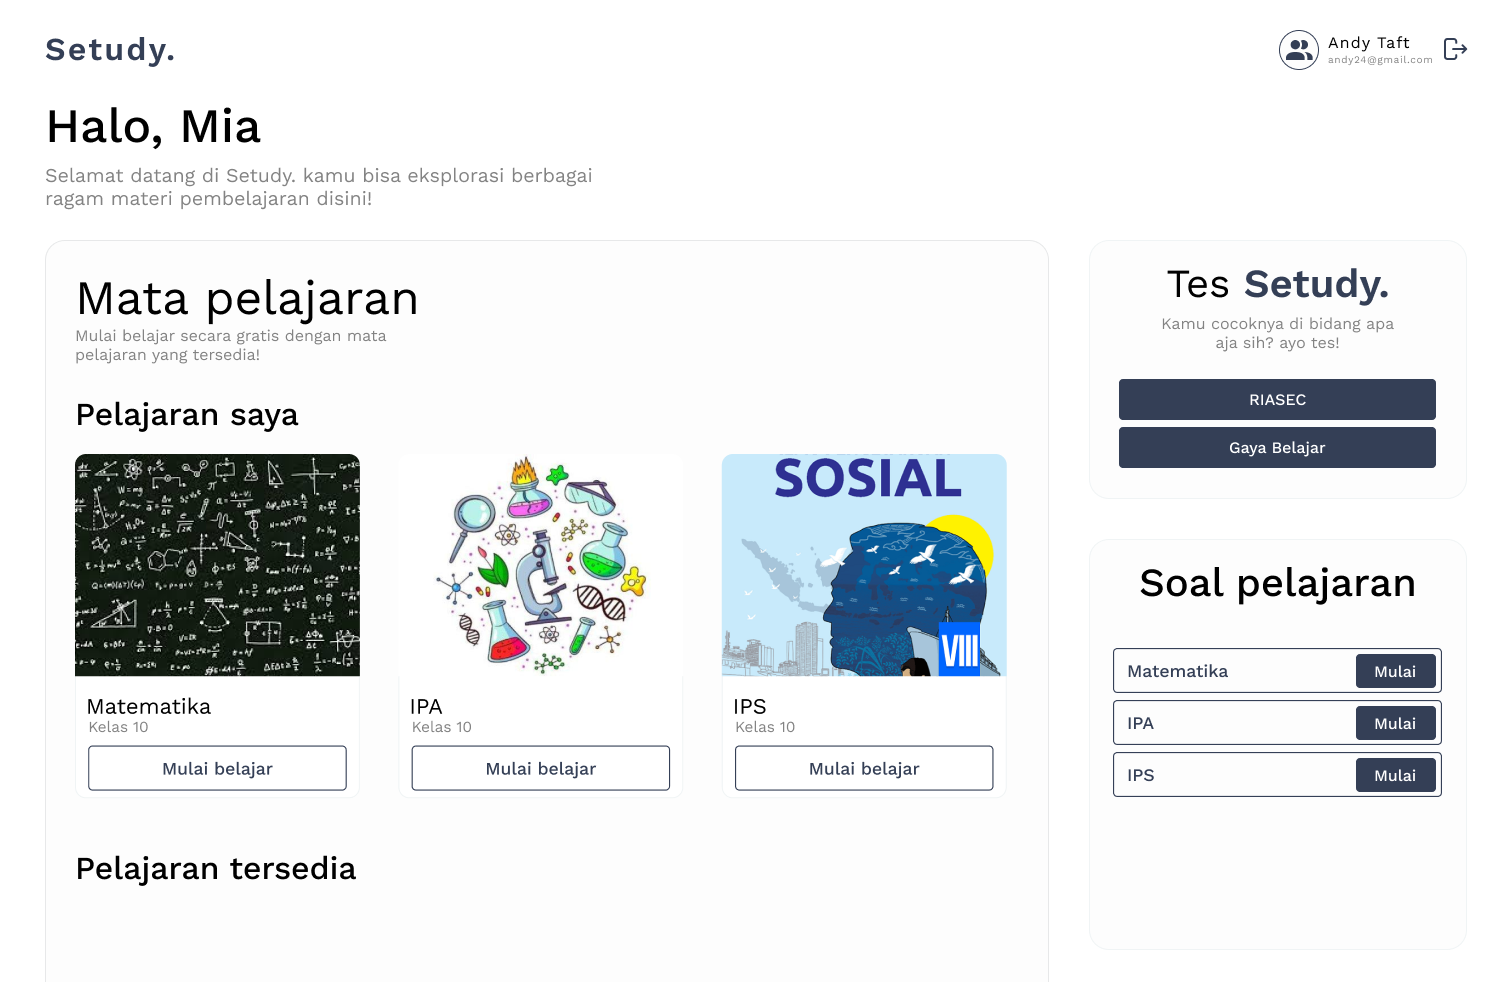 Setudy.
Andy Taft
andy24@gmail.com
Halo, Mia
Selamat datang di Setudy. kamu bisa eksplorasi berbagai
ragam materi pembelajaran disini!
Mata pelajaran
Mulai belajar secara gratis dengan mata
pelajaran yang tersedia!
Pelajaran saya
SOSIAL
VIII
Matematika
Kelas 10
Mulai belajar
IPA
Kelas 10
Mulai belajar
IPS
Kelas 10
Mulai belajar
Pelajaran tersedia
Tes Setudy.
Kamu cocoknya di bidang apa
aja sih? ayo tes!
RIASEC
Gaya Belajar
Soal pelajaran
Matematika Mulai
IPA Mulai
IPS Mulai